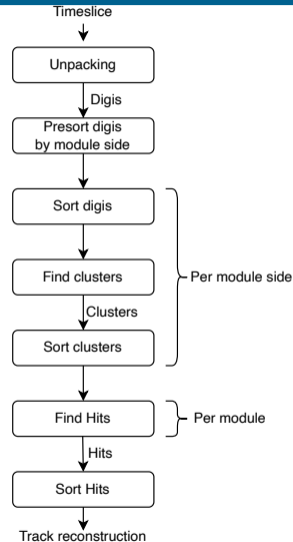 Timeslice
Unpacking
Digis
Presort digis
by module side
Sort digis
Find clusters
Per module side
Clusters
Sort clusters
Find Hits
Per module
Hits
Sort Hits
Track reconstruction